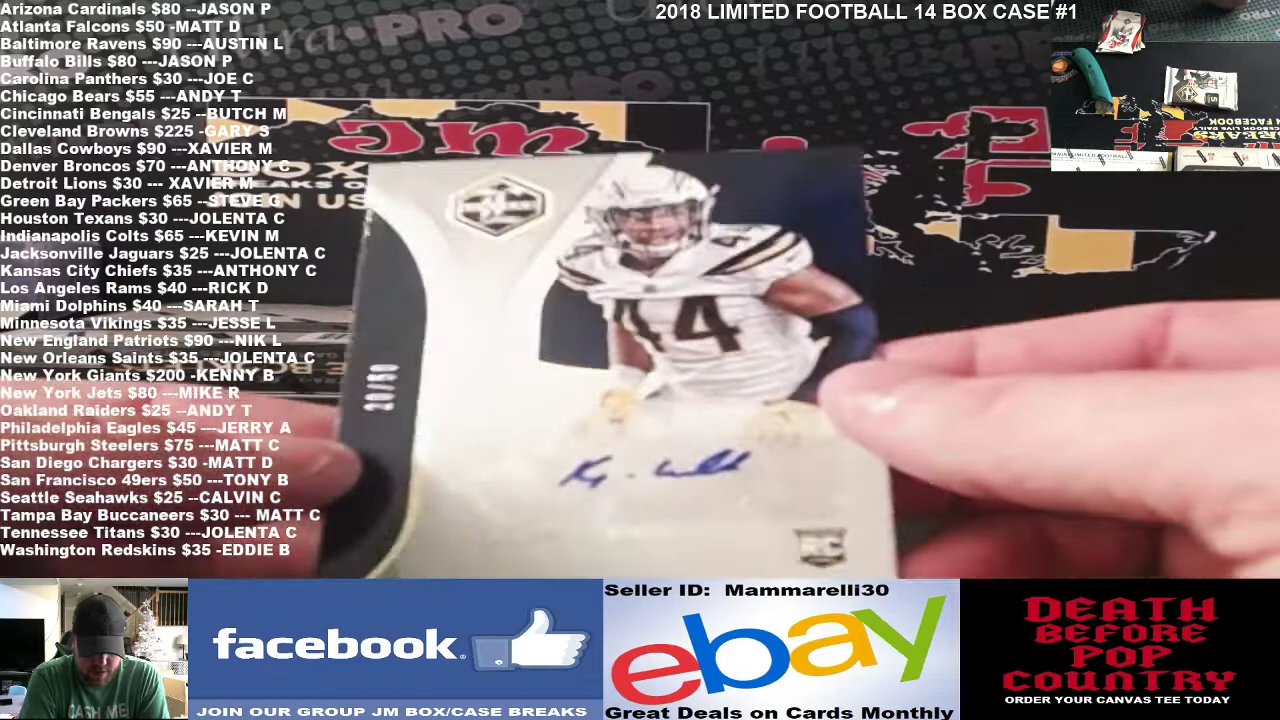 Arizona Cardinals $80 --JASON P
Atlanta Falcons $50 -MATT D
Baltimore Ravens $90 ---AUSTIN L
Buffalo Bills $80 ---JASON P
Carolina Panthers $30 ---JOE C
Chicago Bears $55 ---ANDY T
Cincinnati Bengals $25 --BUTCH M
Cleveland Browns $225 -GARY S
Dallas Cowboys $90 ---XAVIER M
Denver Broncos $70 ---ANTHONY C
Detroit Lions $30 --- XAVIER M
Green Bay Packers $65 --STEVE G
Houston Texans $30 ---JOLENTA C
Indianapolis Colts $65 ---KEVIN M
Jacksonville Jaguars $25 ---JOLENTA C
Kansas City Chiefs $35 ---ANTHONY C
Los Angeles Rams $40 ---RICK D
Miami Dolphins $40 ---SARAH T
Minnesota Vikings $35 ---JESSE L
New England Patriots $90 ---NIK L
New Orleans Saints $35 ---JOLENTA C
New York Giants $200 -KENNY B
New York Jets $80 ---MIKE R
Oakland Raiders $25 --ANDY T
Philadelphia Eagles $45 ---JERRY A
Pittsburgh Steelers $75 ---MATT C
San Diego Chargers $30 -MATT D
San Francisco 49ers $50 ---TONY B
Seattle Seahawks $25 --CALVIN C
Tampa Bay Buccaneers $30 --- MATT C
Tennessee Titans $30 ---JOLENTA C
Washington Redskins $35 -EDDIE B
2018 LIMITED FOOTBALL 14 BOX CASE #1
PRO
44
44
20/50
RC
facebook
JOIN OUR GROUP JM BOX/CASE BREAKS
Seller ID: Mammarelli30
ebay
Great Deals on Cards Monthly
DEATH
BEFORE
POP
COUNTRY
ORDER YOUR CANVAS TEE TODAY